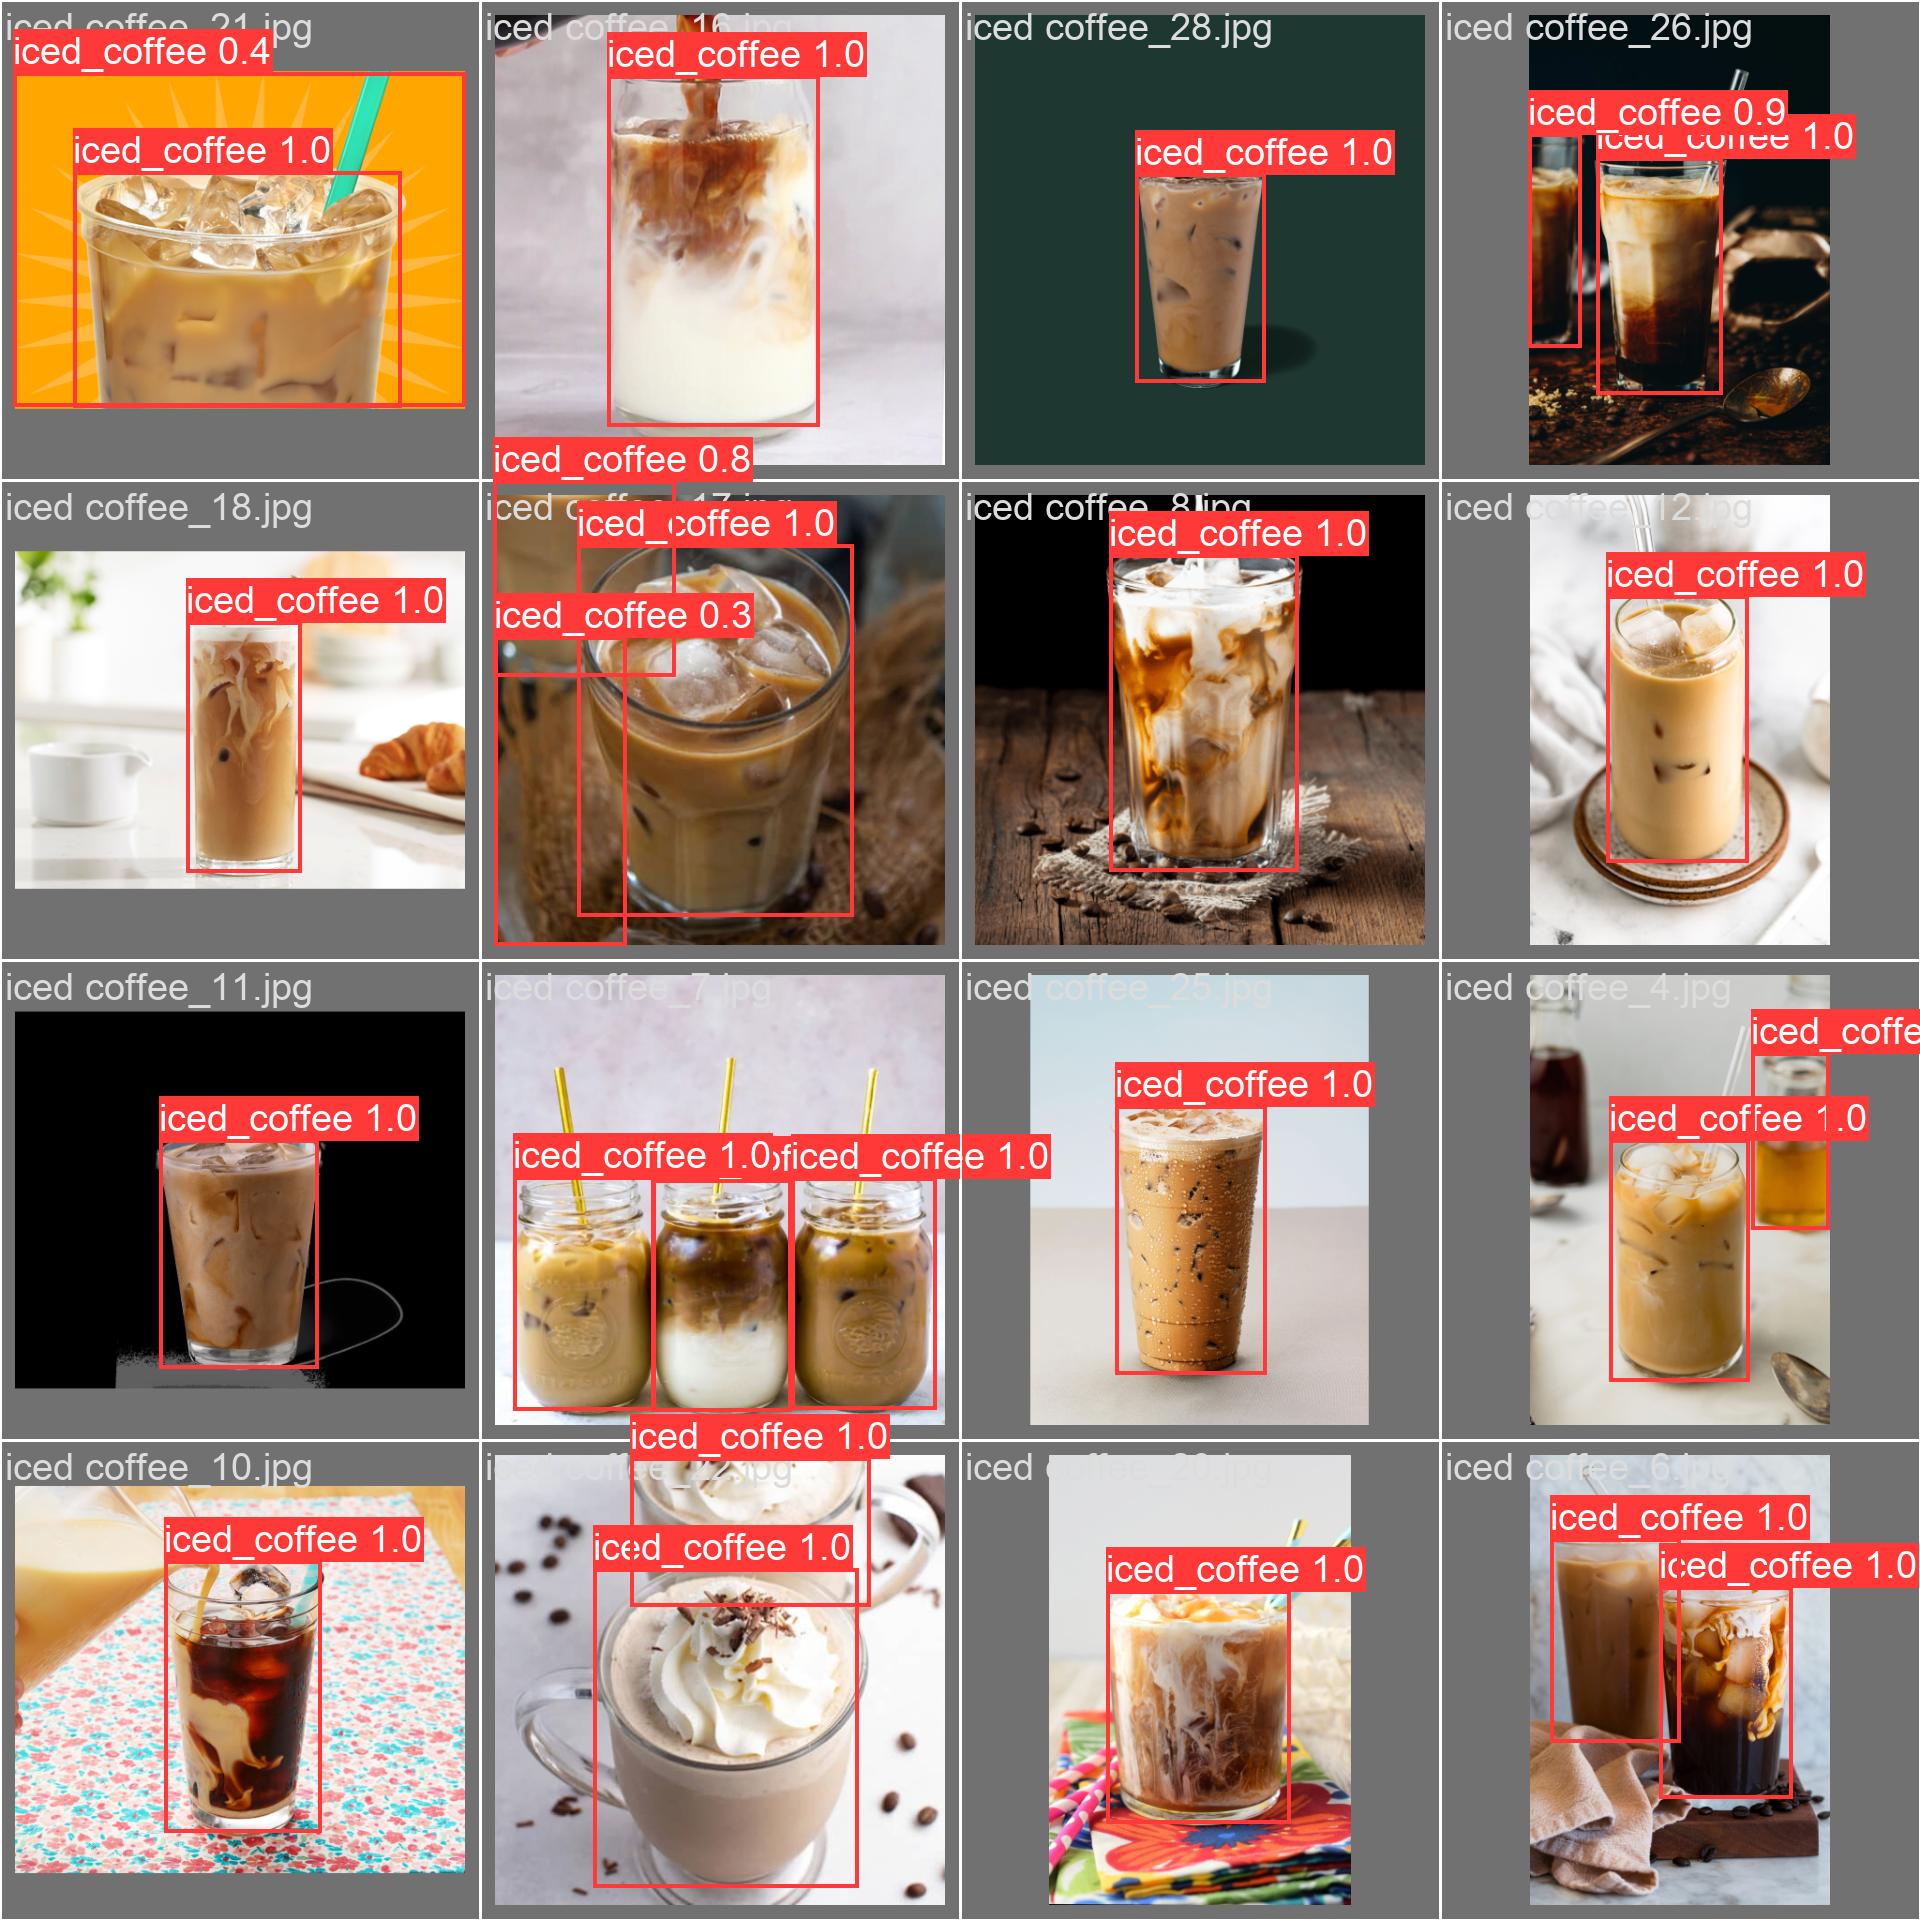 iced coffee_21.jpg
iced_coffee 0.4
iced_coffee 1.0
iced coffee_16.jpg
iced_coffee 1.0
iced coffee_28.jpg
iced_coffee 1.0
iced coffee_26.jpg
iced_coffee 0.9
iced_coffee 1.0
iced coffee_18.jpg
iced_coffee 1.0
iced_coffee 0.8
iced coffee_17.jpg
iced_coffee 1.0
iced_coffee 0.3
iced coffee_8.jpg
iced_coffee 1.0
iced coffee_12.jpg
iced_coffee 1.0
iced coffee_11.jpg
iced_coffee 1.0
iced coffee_7.jpg
iced_coffee 1.0
iced_coffee 1.0
iced coffee_25.jpg
iced_coffee 1.0
iced coffee_4.jpg
iced_coffe
iced_coffee 1.0
iced coffee_10.jpg
iced_coffee 1.0
iced coffee_22.jpg
iced_coffee 1.0
iced_coffee 1.0
iced coffee_20.jpg
iced_coffee 1.0
iced coffee_6.jpg
iced_coffee 1.0
iced_coffee 1.0